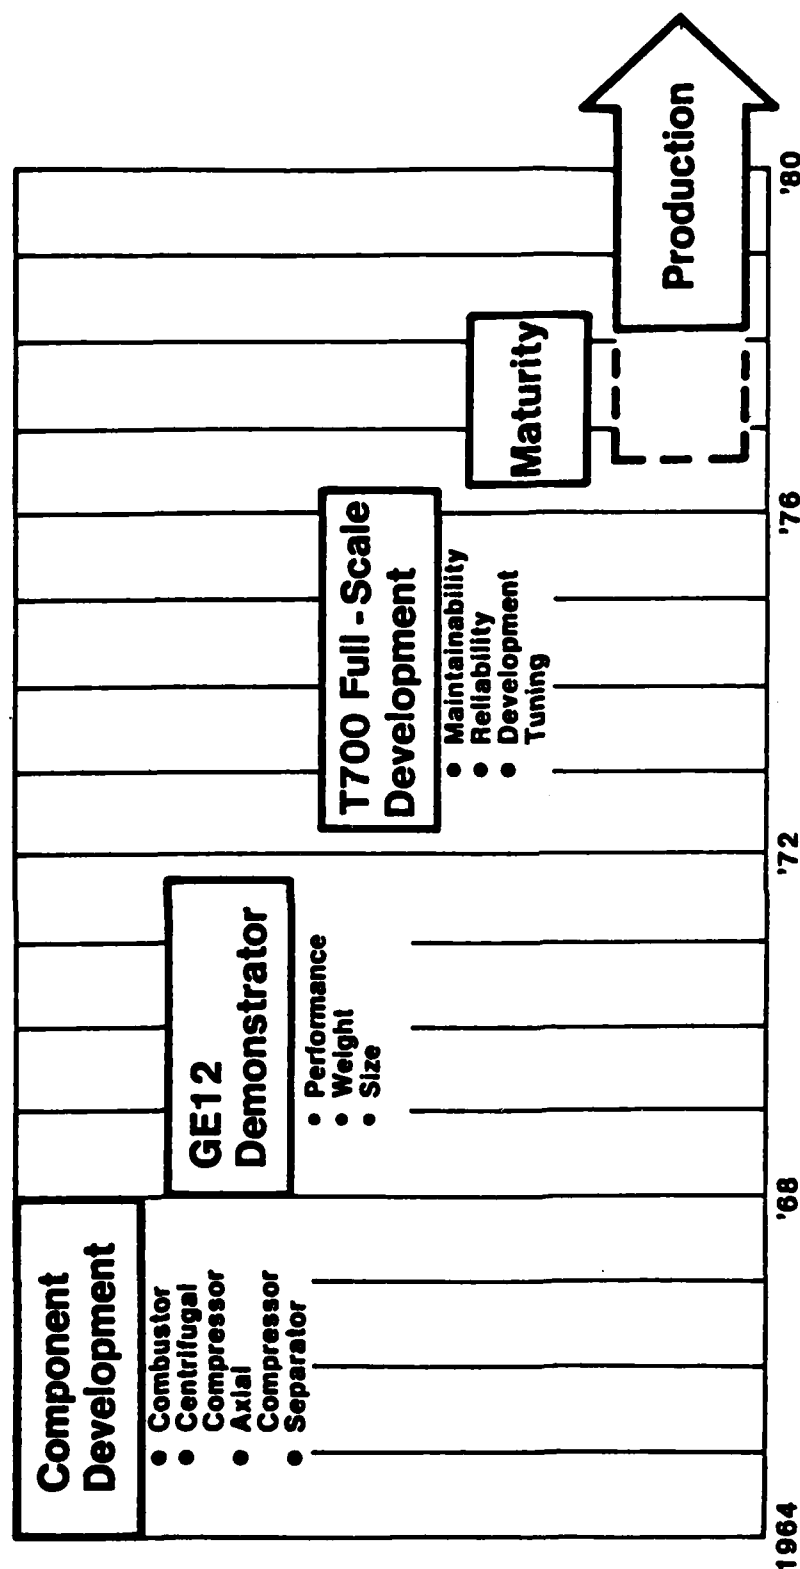 Component
Development
• Combustor
• Centrifugal
Compressor
• Axial
Compressor
• Separator
GE12
Demonstrator
• Performance
• Weight
• Size
T700 Full-Scale
Development
• Maintainability
• Reliability
• Development
Tuning
Maturity
Production
1964 '68 '72 '76 '80